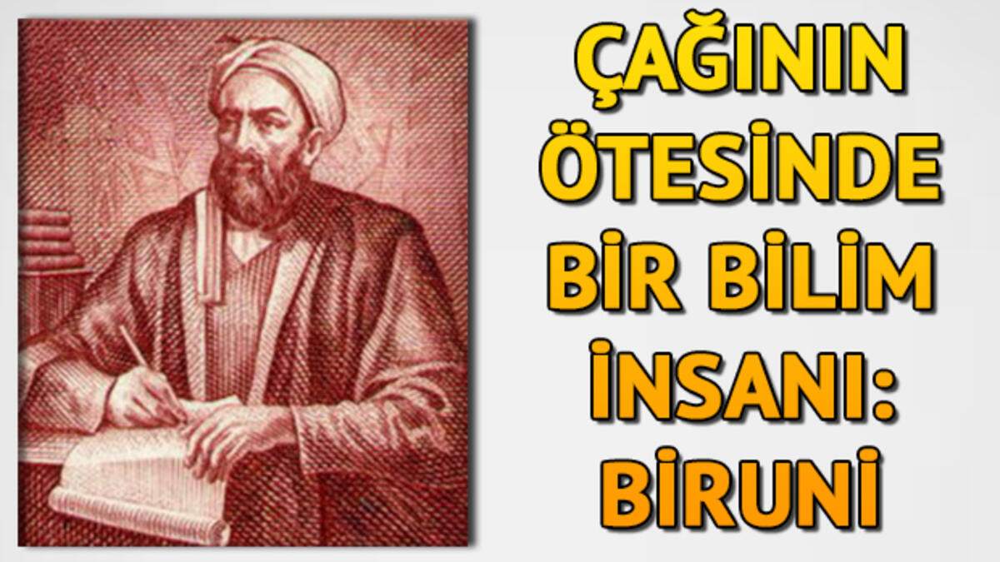 ÇAĞININ
ÖTESİNDE
BİR BİLİM
İNSANI:
BİRUNİ